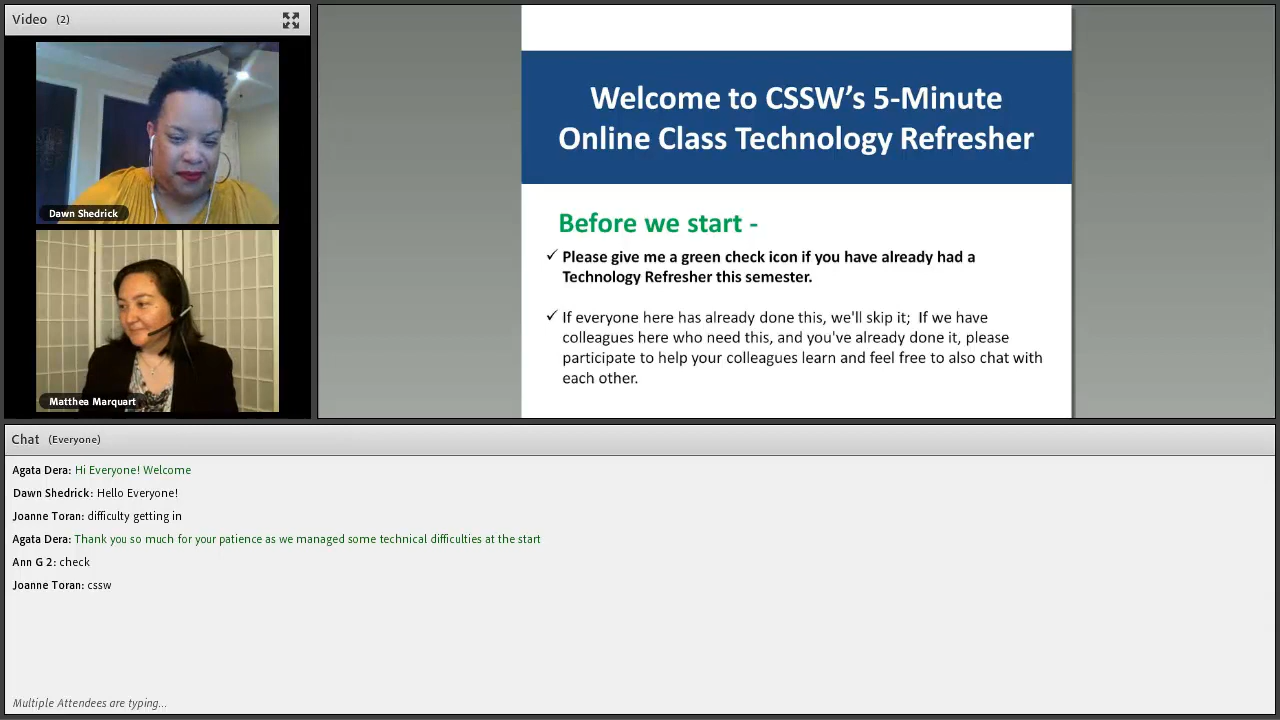 Video (2)
Dawn Shedrick
Matthea Marquart
Welcome to CSSW's 5-Minute
Online Class Technology Refresher
Before we start -
✓ Please give me a green check icon if you have already had a
Technology Refresher this semester.
✓ If everyone here has already done this, we'll skip it; If we have
colleagues here who need this, and you've already done it, please
participate to help your colleagues learn and feel free to also chat with
each other.
Chat (Everyone)
Agata Dera: Hi Everyone! Welcome
Dawn Shedrick: Hello Everyone!
Joanne Toran: difficulty getting in
Agata Dera: Thank you so much for your patience as we managed some technical difficulties at the start
Ann G 2: check
Joanne Toran: cssw
Multiple Attendees are typing...